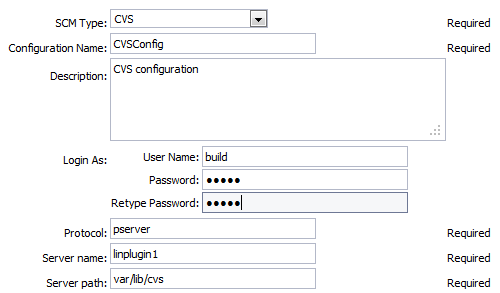 SCM Type: CVS Required
Configuration Name: CVSConfig Required
Description: CVS configuration
Login As: User Name: build
Password: •••••
Retype Password: •••••
Protocol: pserver Required
Server name: linplugin1 Required
Server path: var/lib/cvs Required